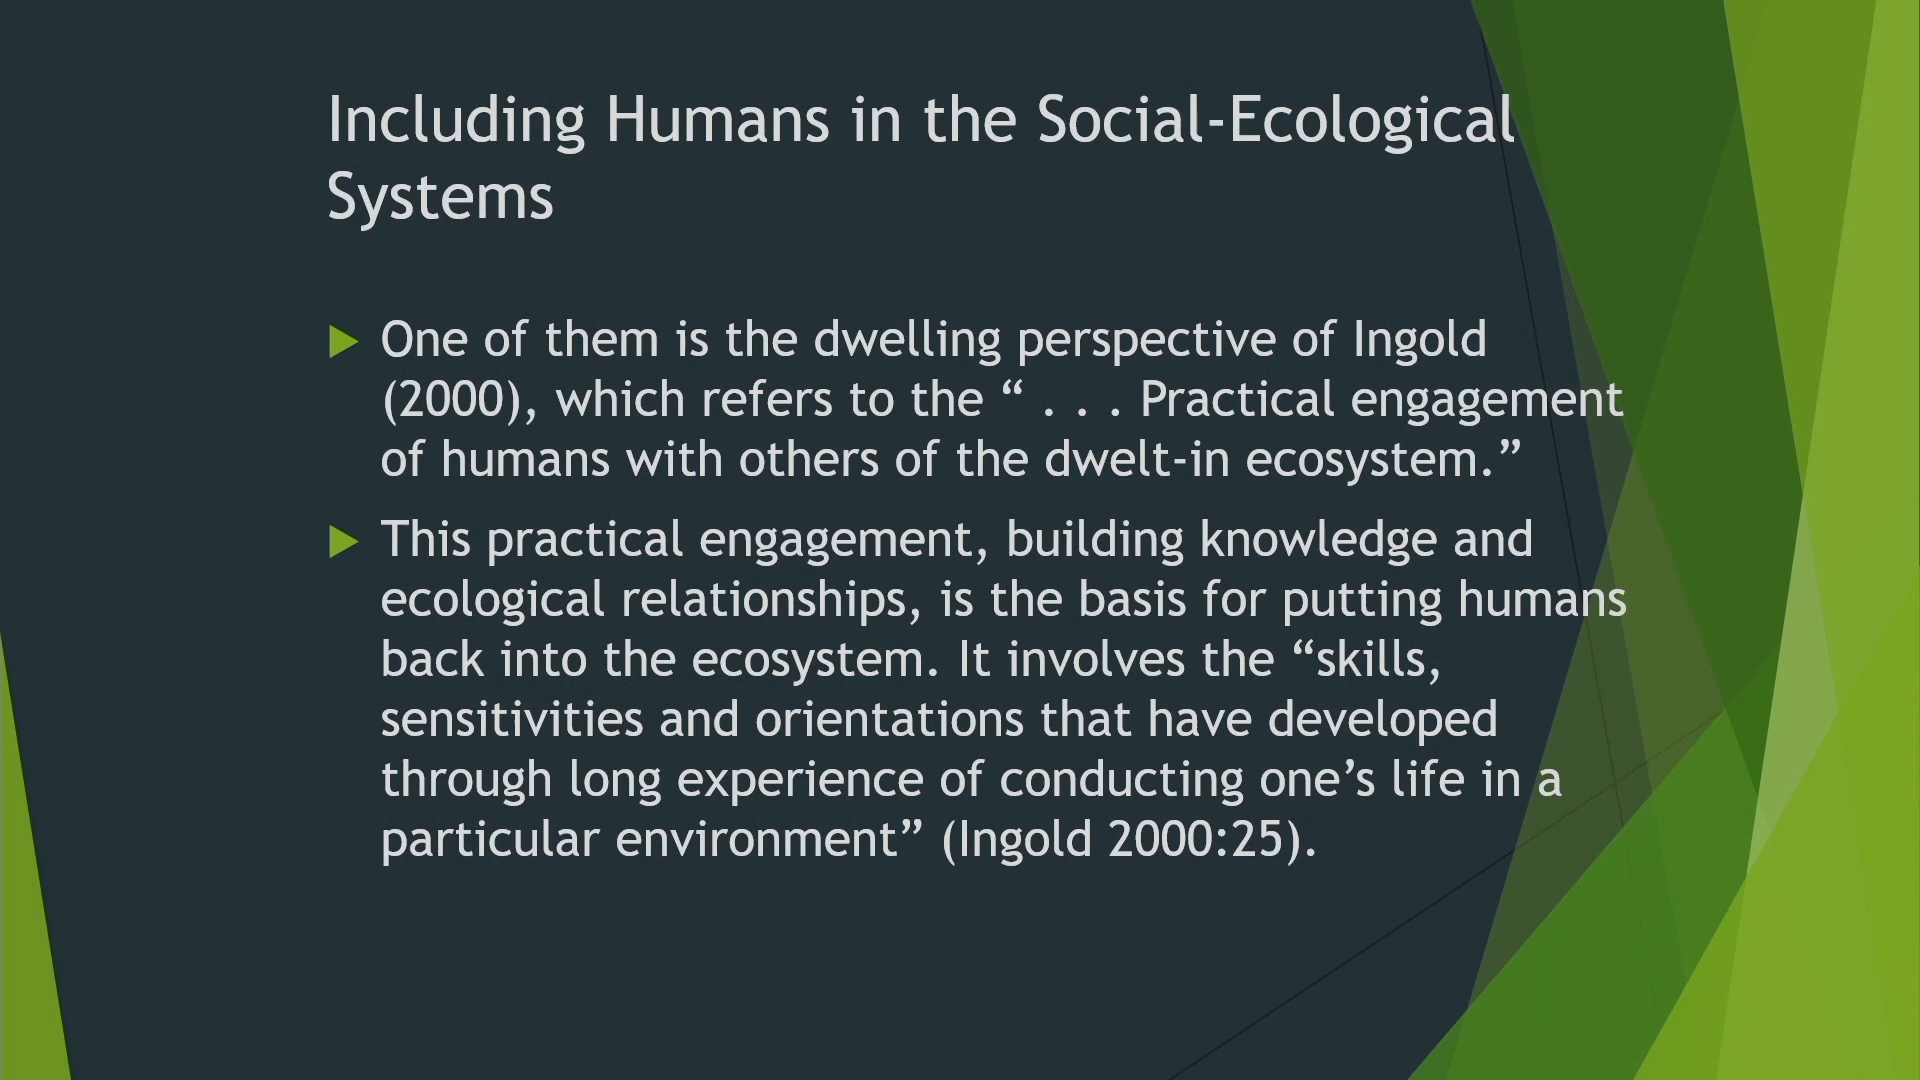 Including Humans in the Social-Ecological
Systems
One of them is the dwelling perspective of Ingold
(2000), which refers to the “ . . . Practical engagement
of humans with others of the dwelt-in ecosystem.”
This practical engagement, building knowledge and
ecological relationships, is the basis for putting humans
back into the ecosystem. It involves the “skills,
sensitivities and orientations that have developed
through long experience of conducting one’s life in a
particular environment” (Ingold 2000:25).